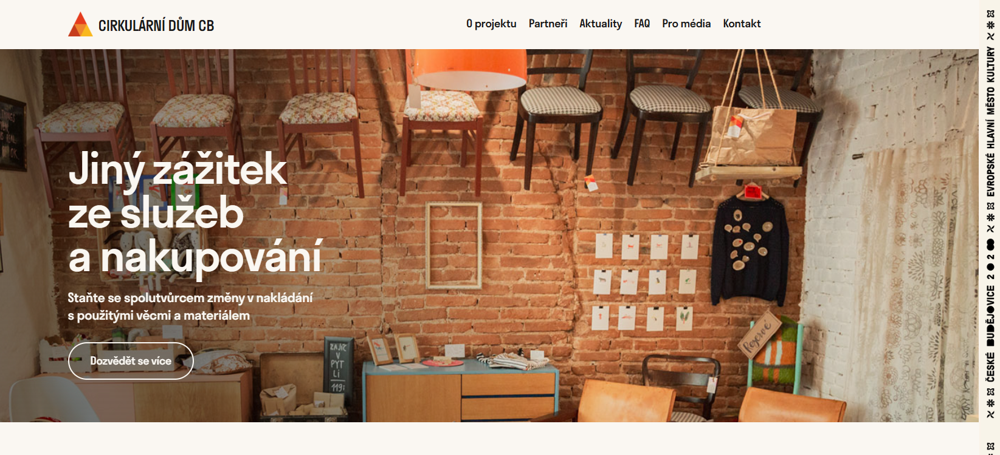 CIRKULÁRNÍ DŮM CB
O projektu Partneři Aktuality FAQ Pro média Kontakt
Jiný zážitek
ze služeb
a nakupování
Staňte se spolutvůrcem změny v nakládání
s použitými věcmi a materiálem
Dozvědět se více
ZAJÍC
V
PYT
LI
119
Reserve
ČESKÉ BUDĚJOVICE 2028 EVROPSKÉ HLAVNÍ MĚSTO KULTURY